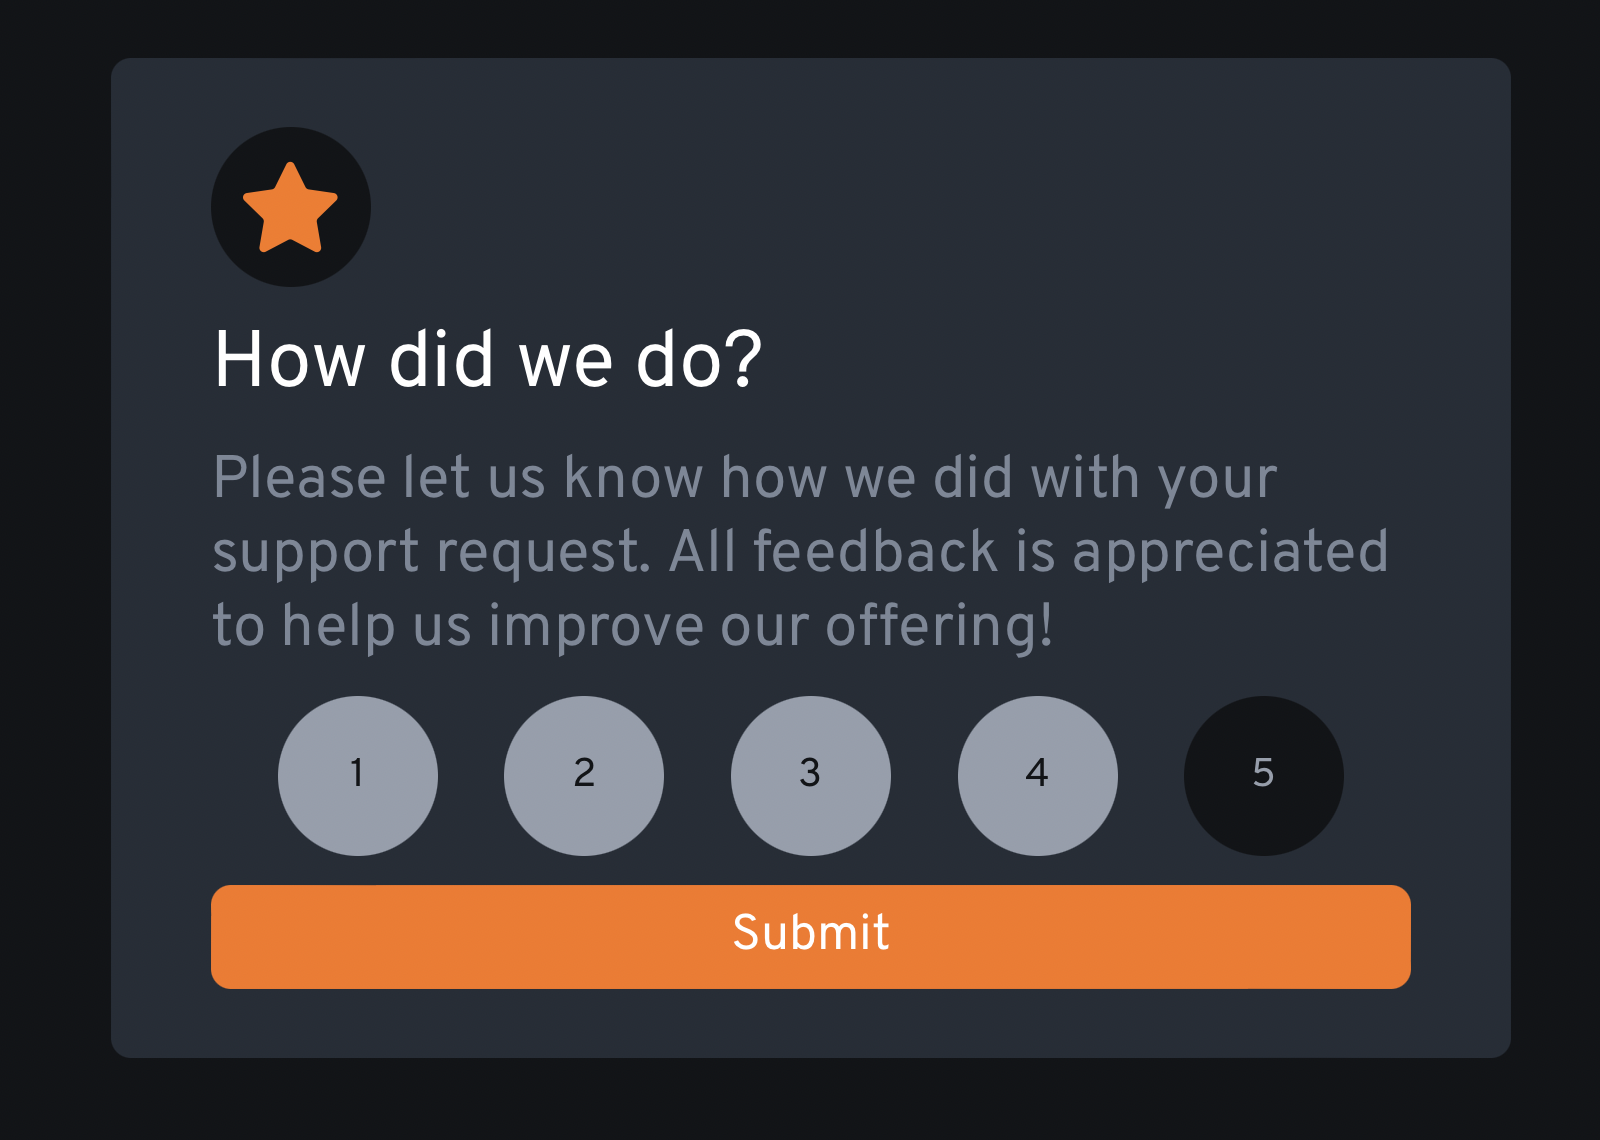 How did we do?
Please let us know how we did with your
support request. All feedback is appreciated
to help us improve our offering!
1 2 3 4 5
Submit